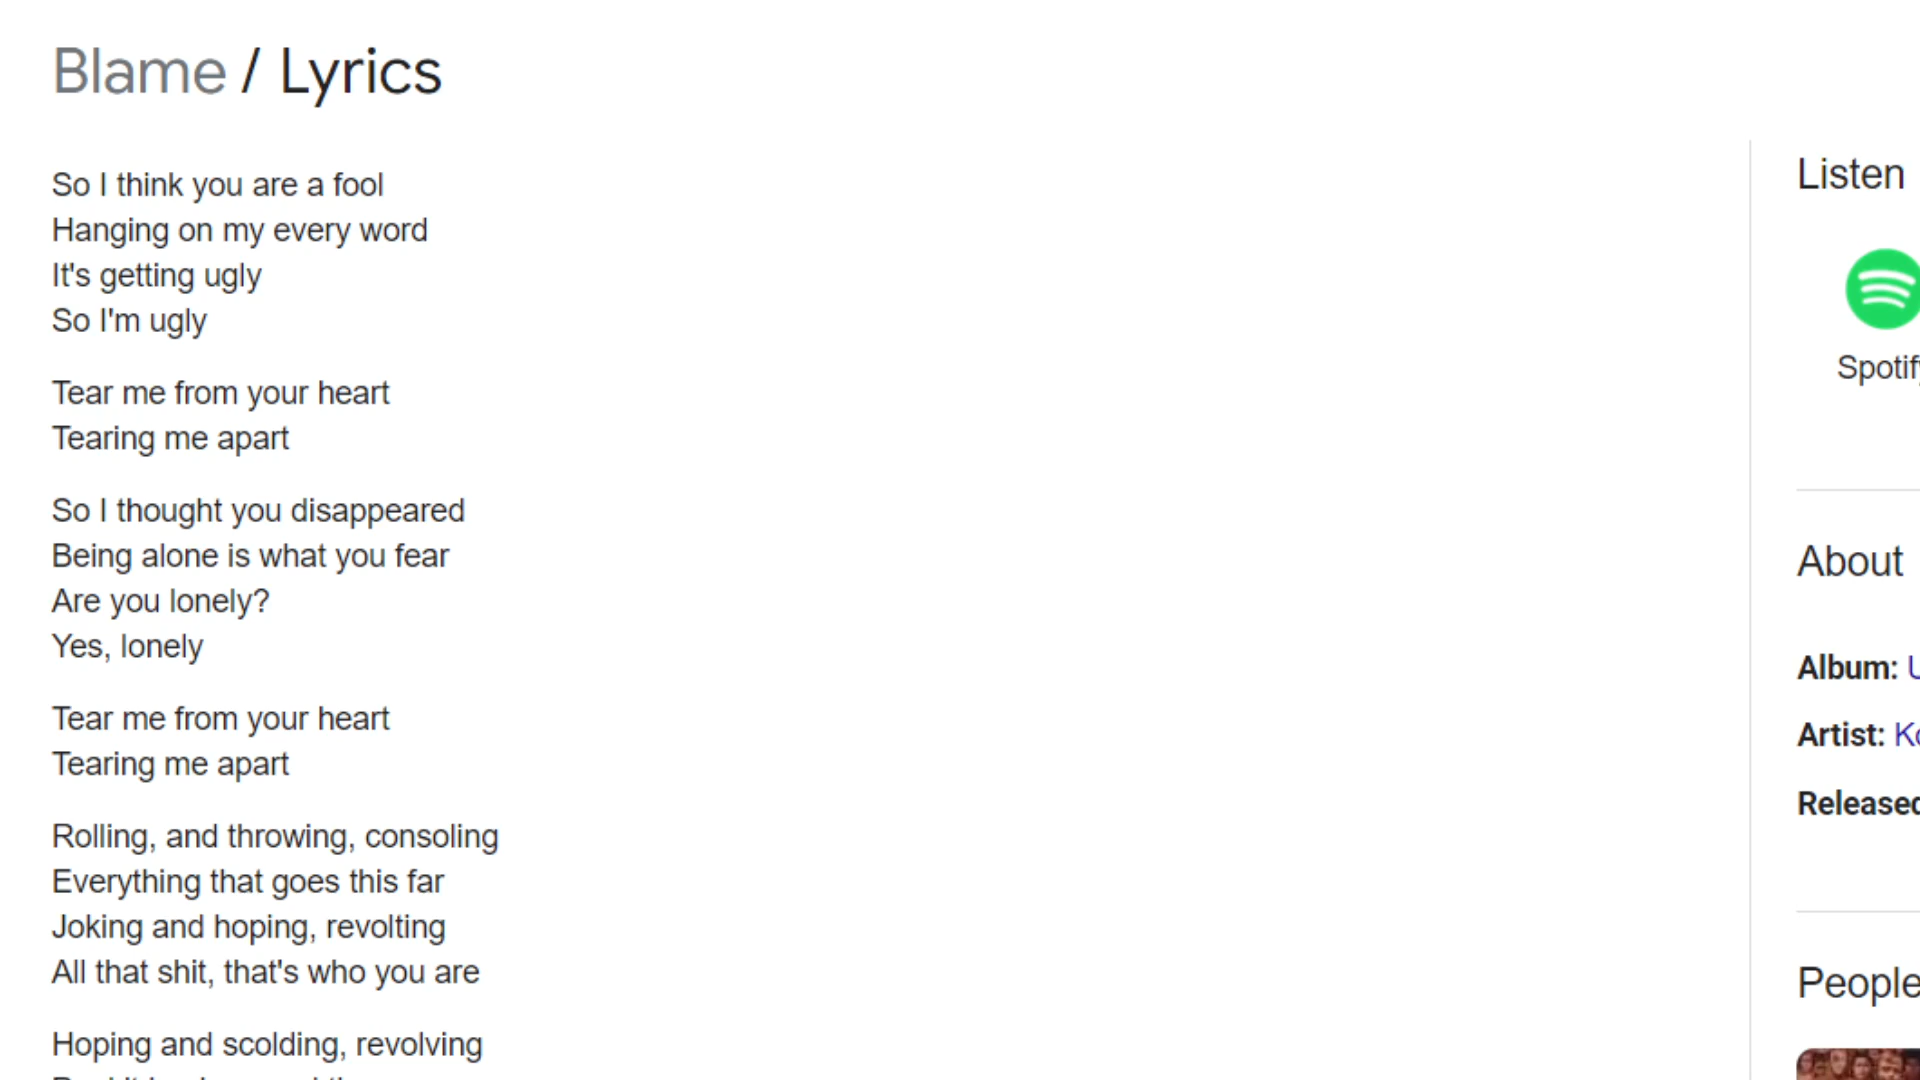 Blame / Lyrics
So I think you are a fool
Hanging on my every word
It's getting ugly
So I'm ugly
Tear me from your heart
Tearing me apart
So I thought you disappeared
Being alone is what you fear
Are you lonely?
Yes, lonely
Tear me from your heart
Tearing me apart
Rolling, and throwing, consoling
Everything that goes this far
Joking and hoping, revolting
All that shit, that's who you are
Hoping and scolding, revolving
Listen
Spotify
About
Album: U
Artist: Ko
Released
People